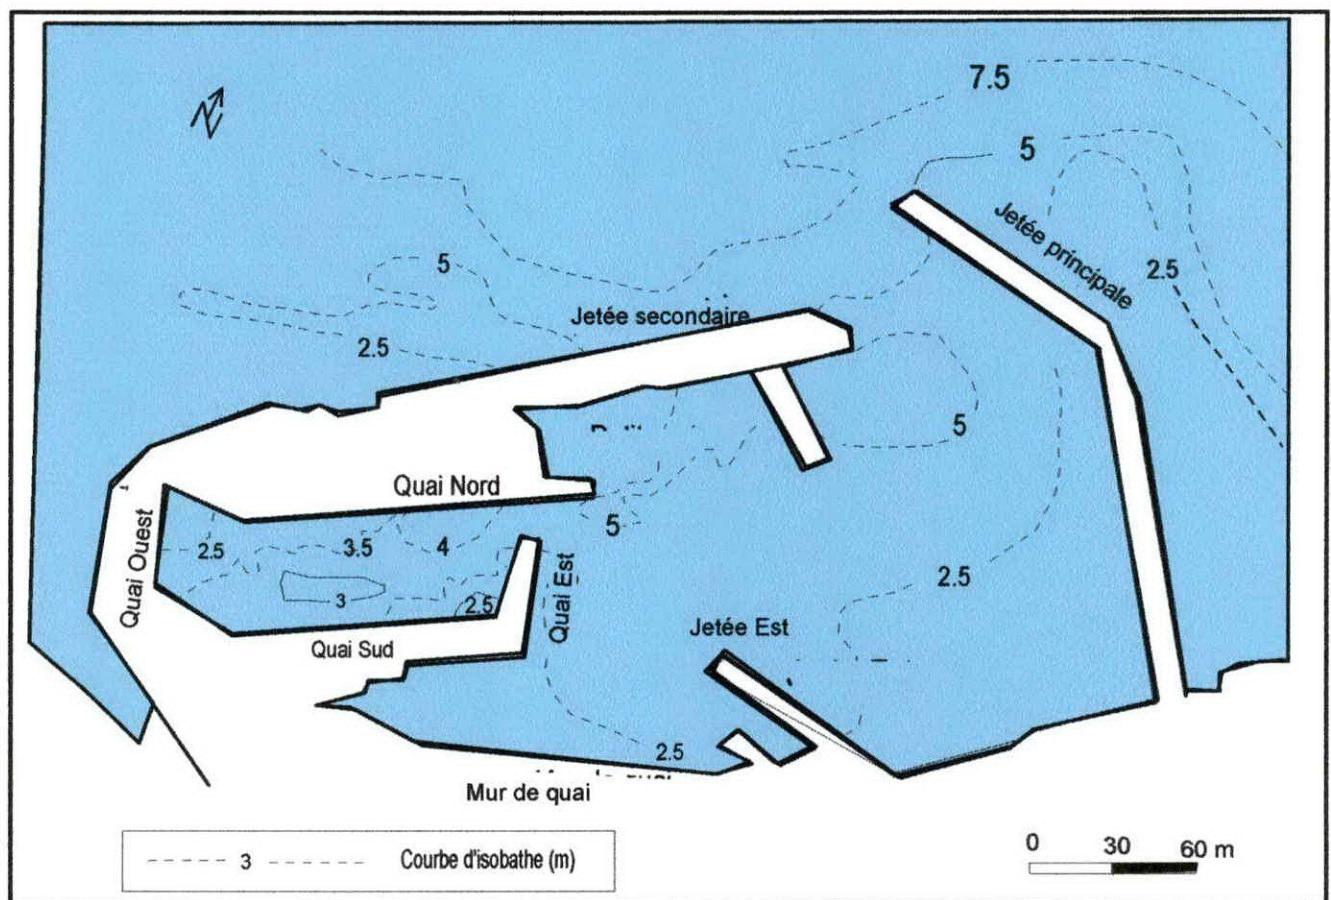 7.5
N
5
Jetée principale
5
2.5
Jetée secondaire
2.5
5
Quai Nord
5
Quai Ouest
2.5
3.5
4
Quai Est
2.5
3
2.5
Jetée Est
Quai Sud
2.5
Mur de quai
3
Courbe d'isobathe (m)
0 30 60 m